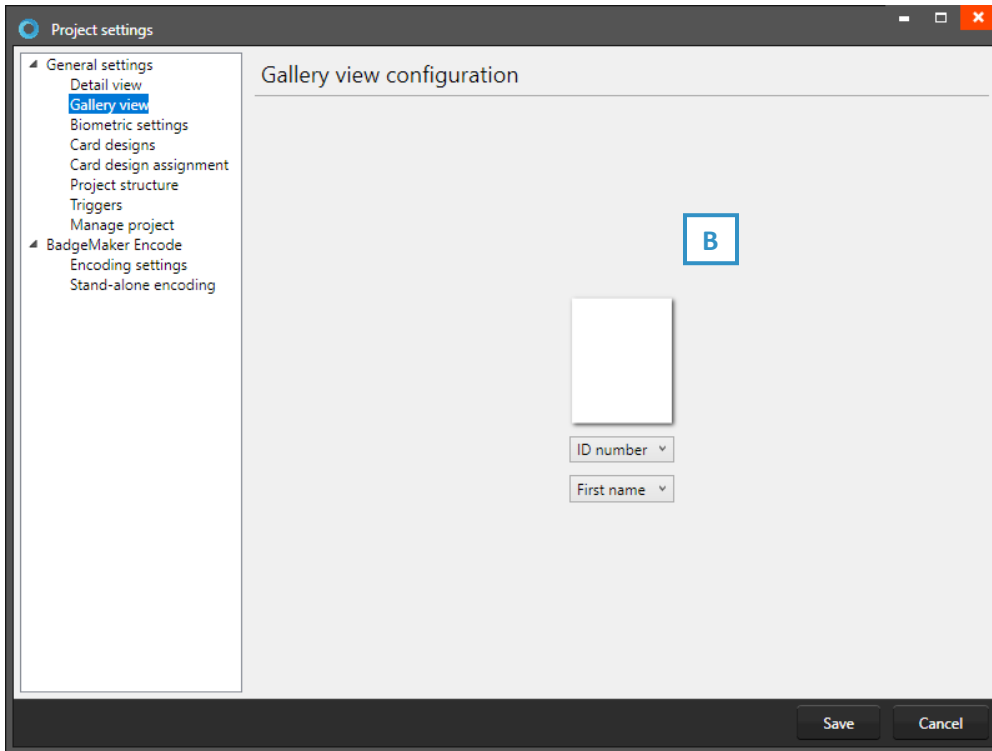 Project settings
General settings
Detail view
Gallery view
Biometric settings
Card designs
Card design assignment
Project structure
Triggers
Manage project
BadgeMaker Encode
Encoding settings
Stand-alone encoding
Gallery view configuration
B
ID number
First name
Save
Cancel